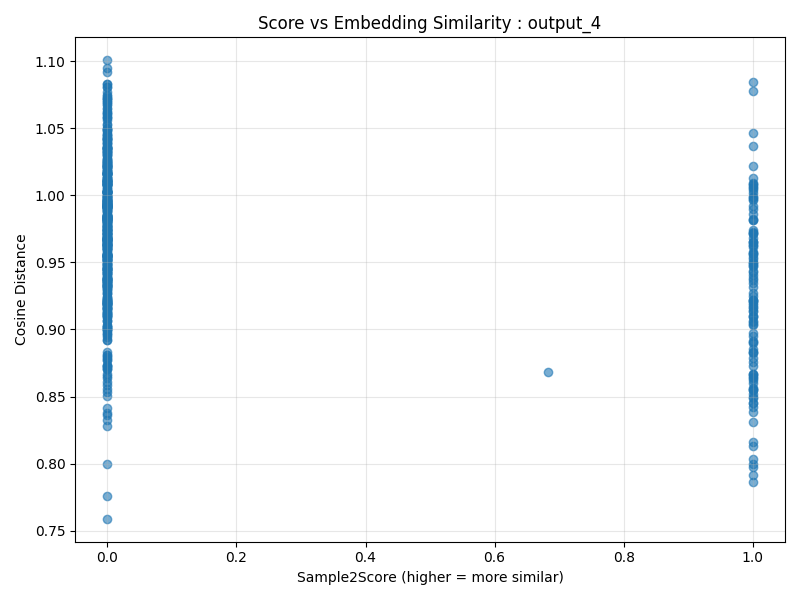 Score vs Embedding Similarity : output_4
Cosine Distance
1.10
1.05
1.00
0.95
0.90
0.85
0.80
0.75
0.0 0.2 0.4 0.6 0.8 1.0
Sample2Score (higher = more similar)